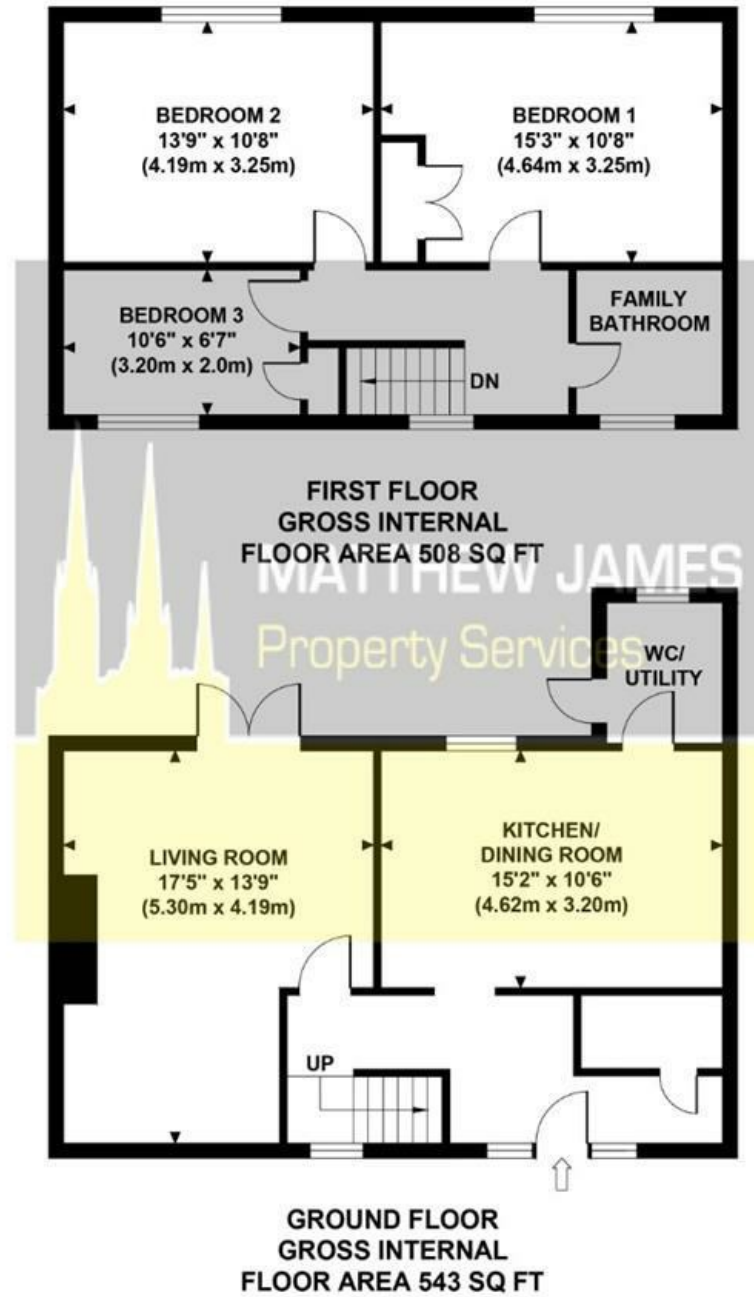 BEDROOM 2
13'9" x 10'8"
(4.19m x 3.25m)
BEDROOM 1
15'3" x 10'8"
(4.64m x 3.25m)
BEDROOM 3
10'6" x 6'7"
(3.20m x 2.0m)
FAMILY
BATHROOM
DN
FIRST FLOOR
GROSS INTERNAL
FLOOR AREA 508 SQ FT
MATTHEW JAMES
Property Services
WC/
UTILITY
LIVING ROOM
17'5" x 13'9"
(5.30m x 4.19m)
KITCHEN/
DINING ROOM
15'2" x 10'6"
(4.62m x 3.20m)
UP
GROUND FLOOR
GROSS INTERNAL
FLOOR AREA 543 SQ FT